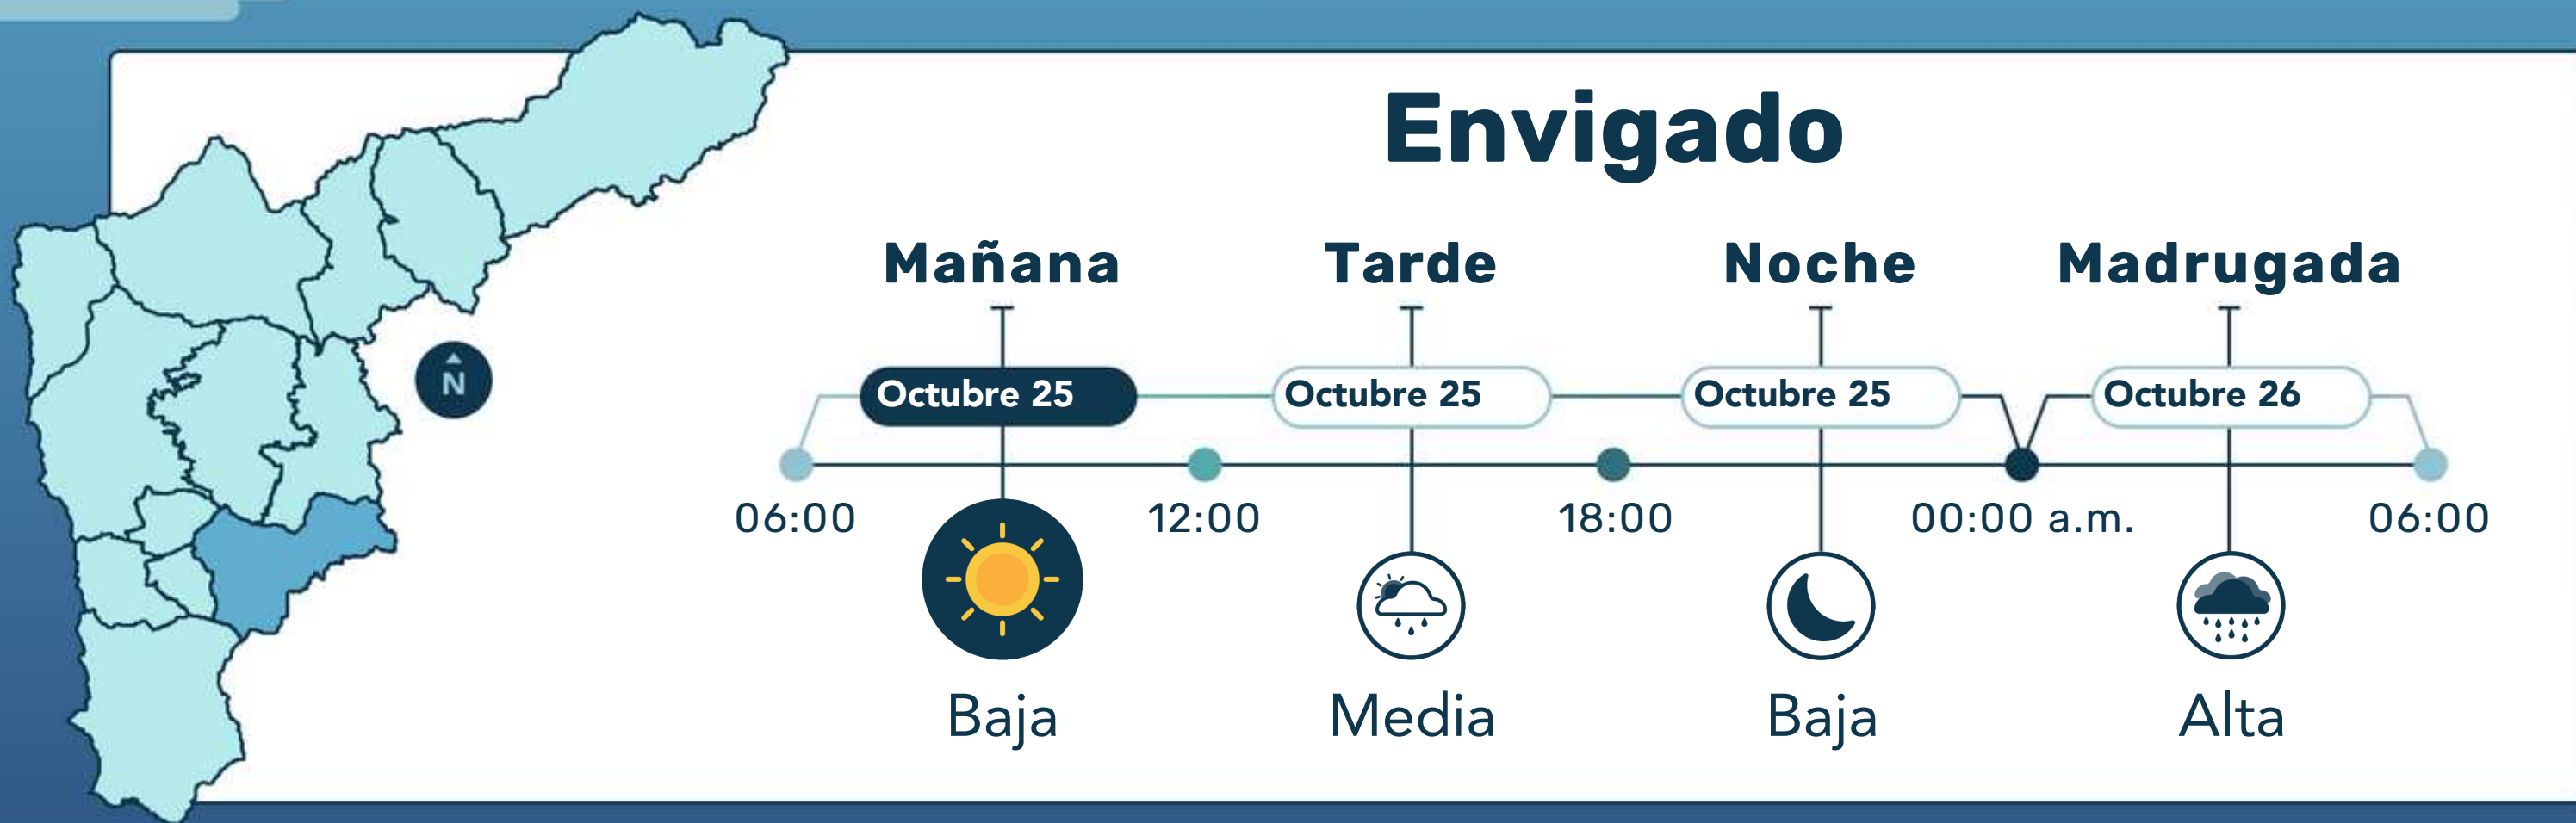 Envigado
Mañana Tarde Noche Madrugada
N
Octubre 25 Octubre 25 Octubre 25 Octubre 26
06:00 12:00 18:00 00:00 a.m. 06:00
Baja Media Baja Alta